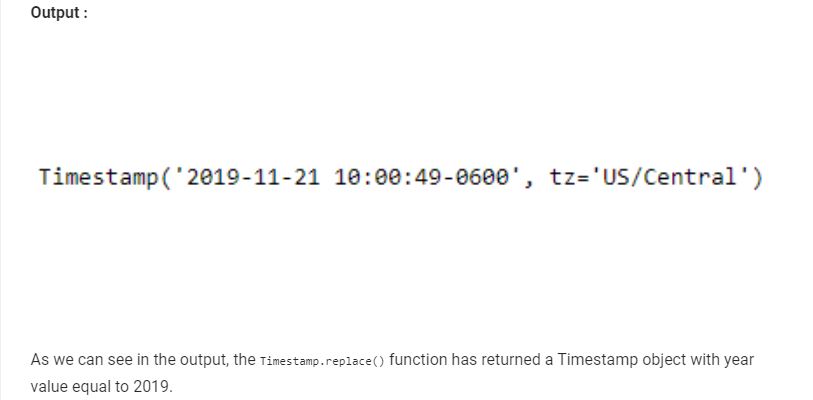 Output :
Timestamp('2019-11-21 10:00:49-0600', tz='US/Central')
As we can see in the output, the Timestamp.replace() function has returned a Timestamp object with year
value equal to 2019.